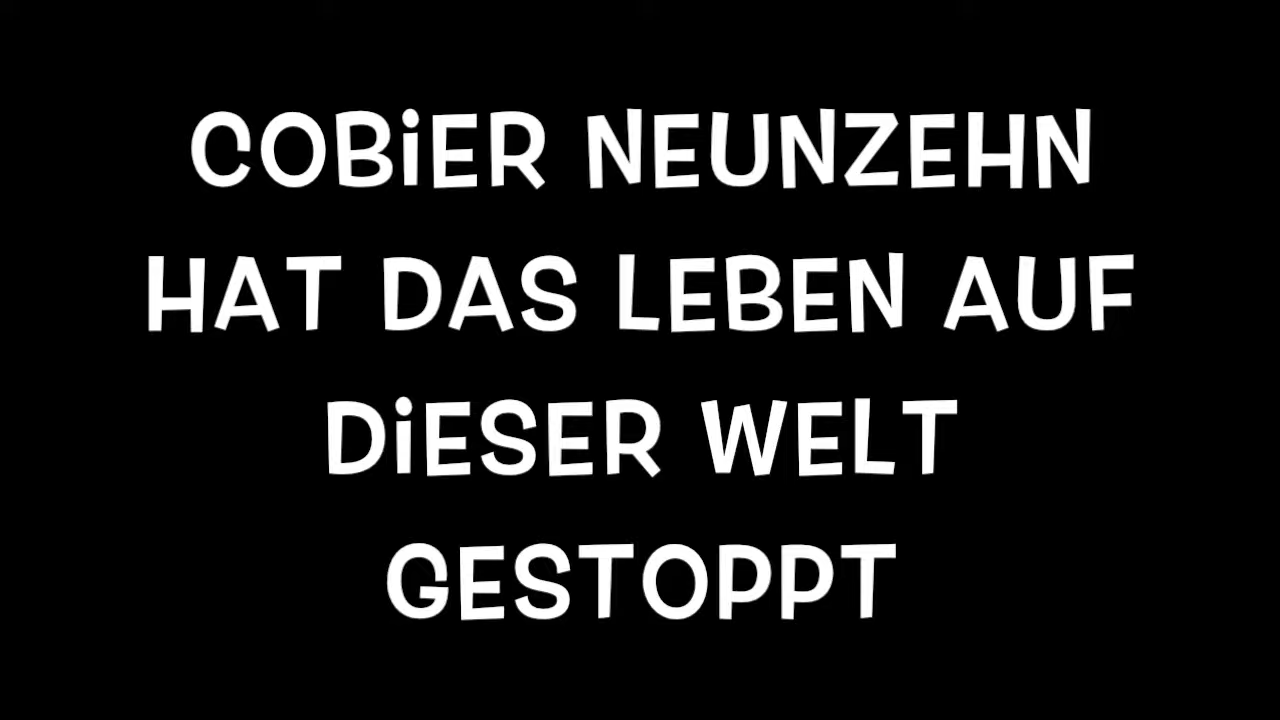 COBiER NEUNZEHN
HAT DAS LEBEN AUF
DiESER WELT
GESTOPPT